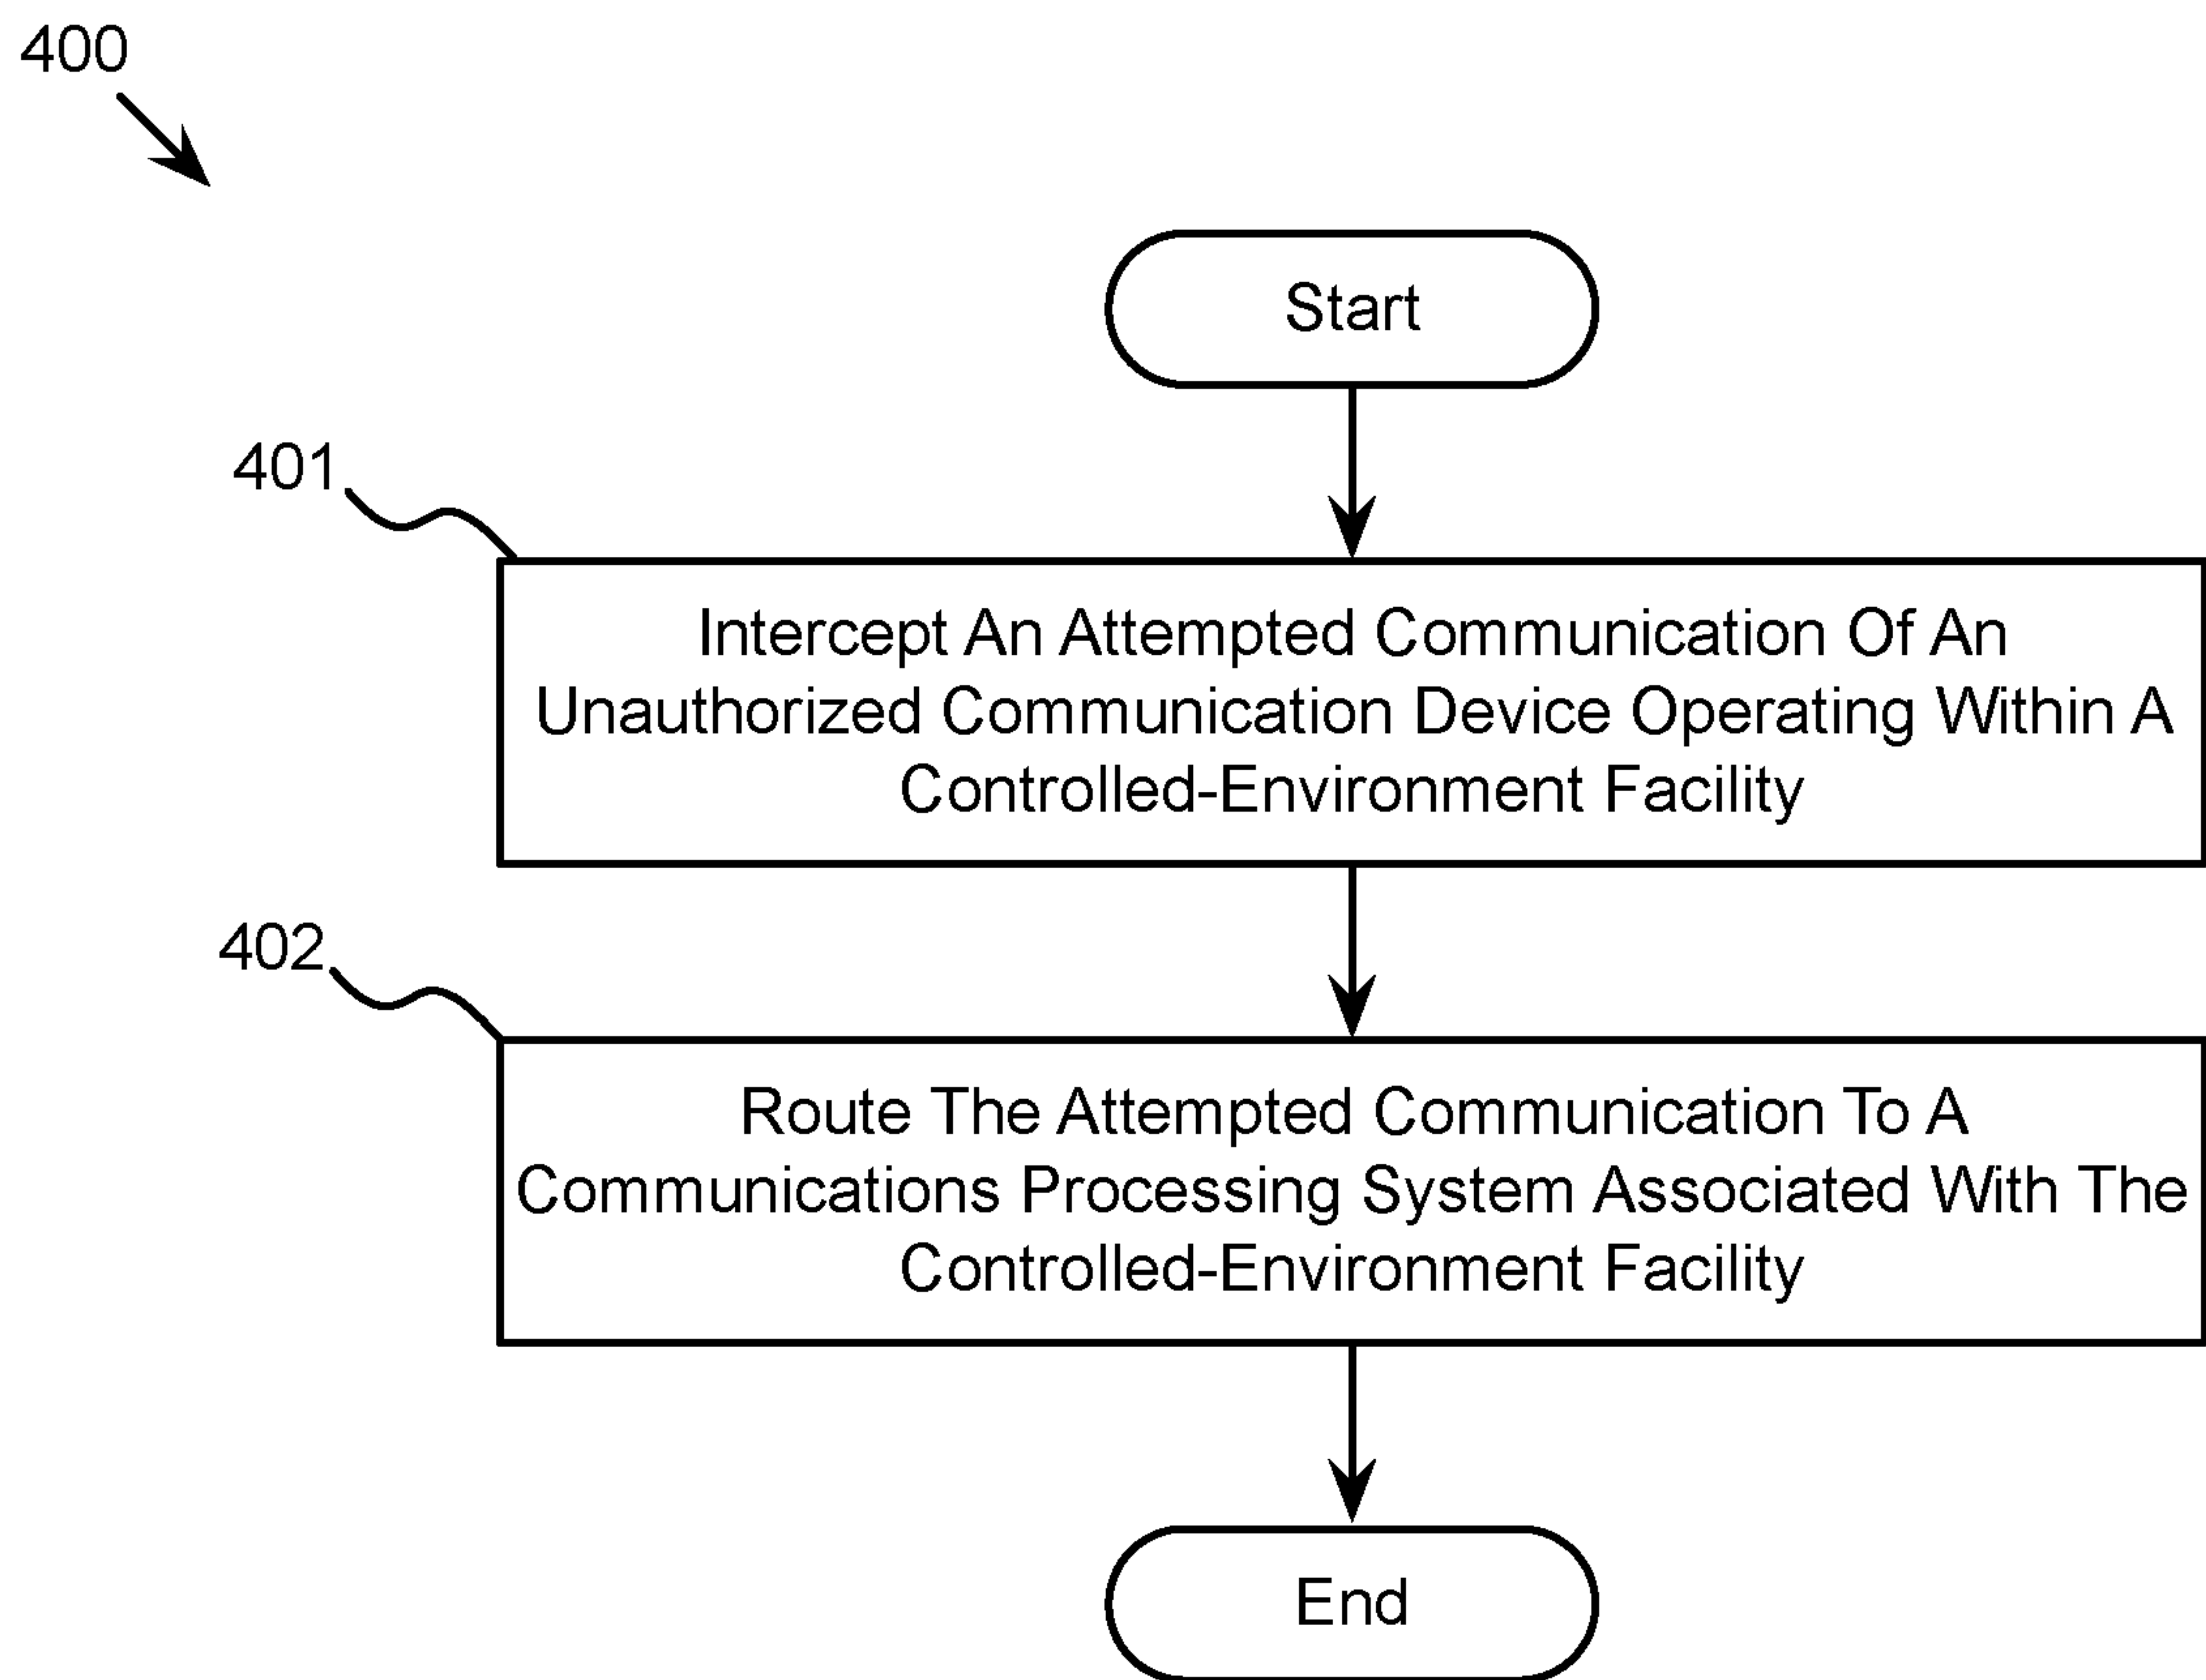 400
Start
401
Intercept An Attempted Communication Of An
Unauthorized Communication Device Operating Within A
Controlled-Environment Facility
402
Route The Attempted Communication To A
Communications Processing System Associated With The
Controlled-Environment Facility
End